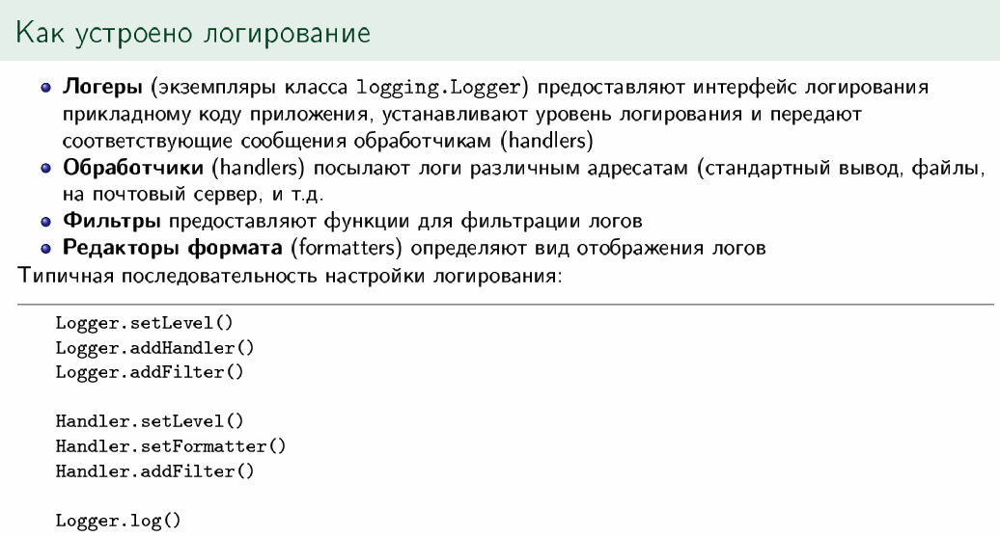 Как устроено логирование
Логеры (экземпляры класса logging.Logger) предоставляют интерфейс логирования
прикладному коду приложения, устанавливают уровень логирования и передают
соответствующие сообщения обработчикам (handlers)
Обработчики (handlers) посылают логи различным адресатам (стандартный вывод, файлы,
на почтовый сервер, и т.д.
Фильтры предоставляют функции для фильтрации логов
Редакторы формата (formatters) определяют вид отображения логов
Типичная последовательность настройки логирования:
Logger.setLevel()
Logger.addHandler()
Logger.addFilter()
Handler.setLevel()
Handler.setFormatter()
Handler.addFilter()
Logger.log()